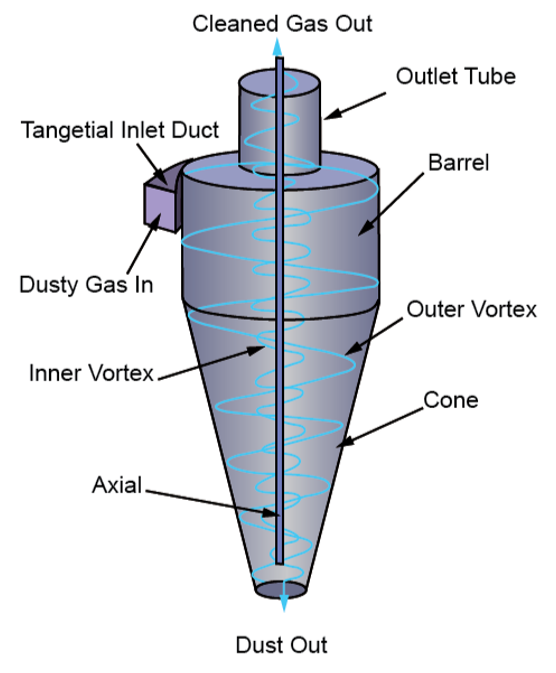 Cleaned Gas Out
Outlet Tube
Tangetial Inlet Duct
Barrel
Dusty Gas In
Outer Vortex
Inner Vortex
Cone
Axial
Dust Out